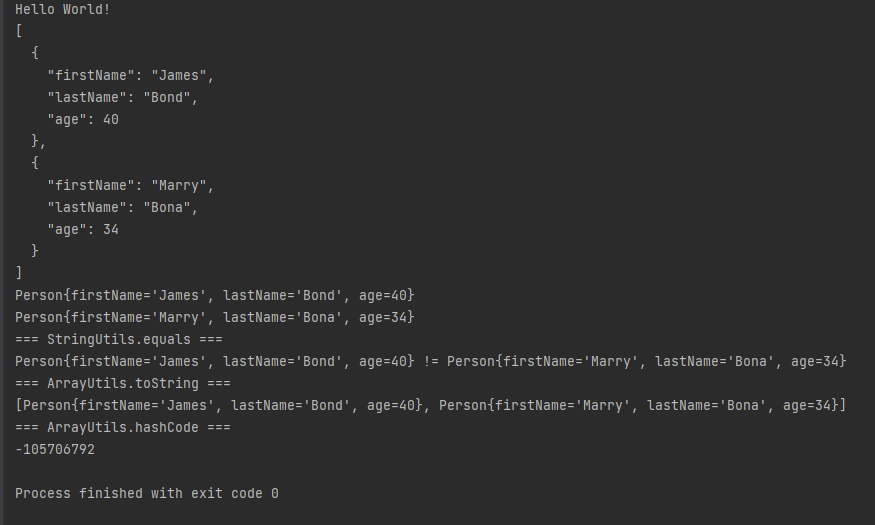 Hello World!
[
  {
    "firstName": "James",
    "lastName": "Bond",
    "age": 40
  },
  {
    "firstName": "Marry",
    "lastName": "Bona",
    "age": 34
  }
]
Person{firstName='James', lastName='Bond', age=40}
Person{firstName='Marry', lastName='Bona', age=34}
=== StringUtils.equals ===
Person{firstName='James', lastName='Bond', age=40} != Person{firstName='Marry', lastName='Bona', age=34}
=== ArrayUtils.toString ===
[Person{firstName='James', lastName='Bond', age=40}, Person{firstName='Marry', lastName='Bona', age=34}]
=== ArrayUtils.hashCode ===
-105706792

Process finished with exit code 0